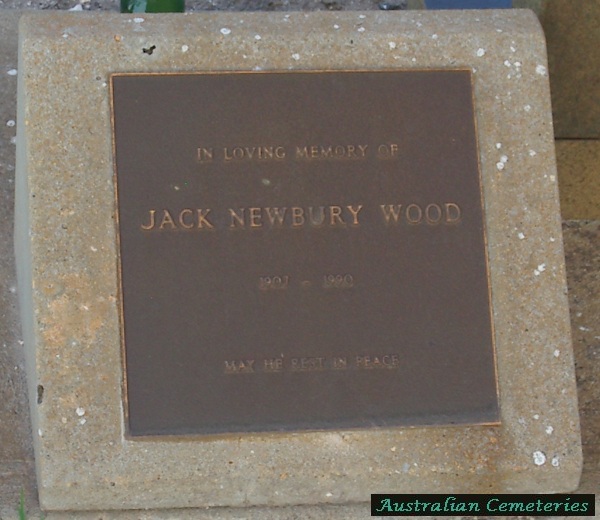 IN LOVING MEMORY OF
JACK NEWBURY WOOD
1907 - 1990
MAY HE REST IN PEACE
Australian Cemeteries